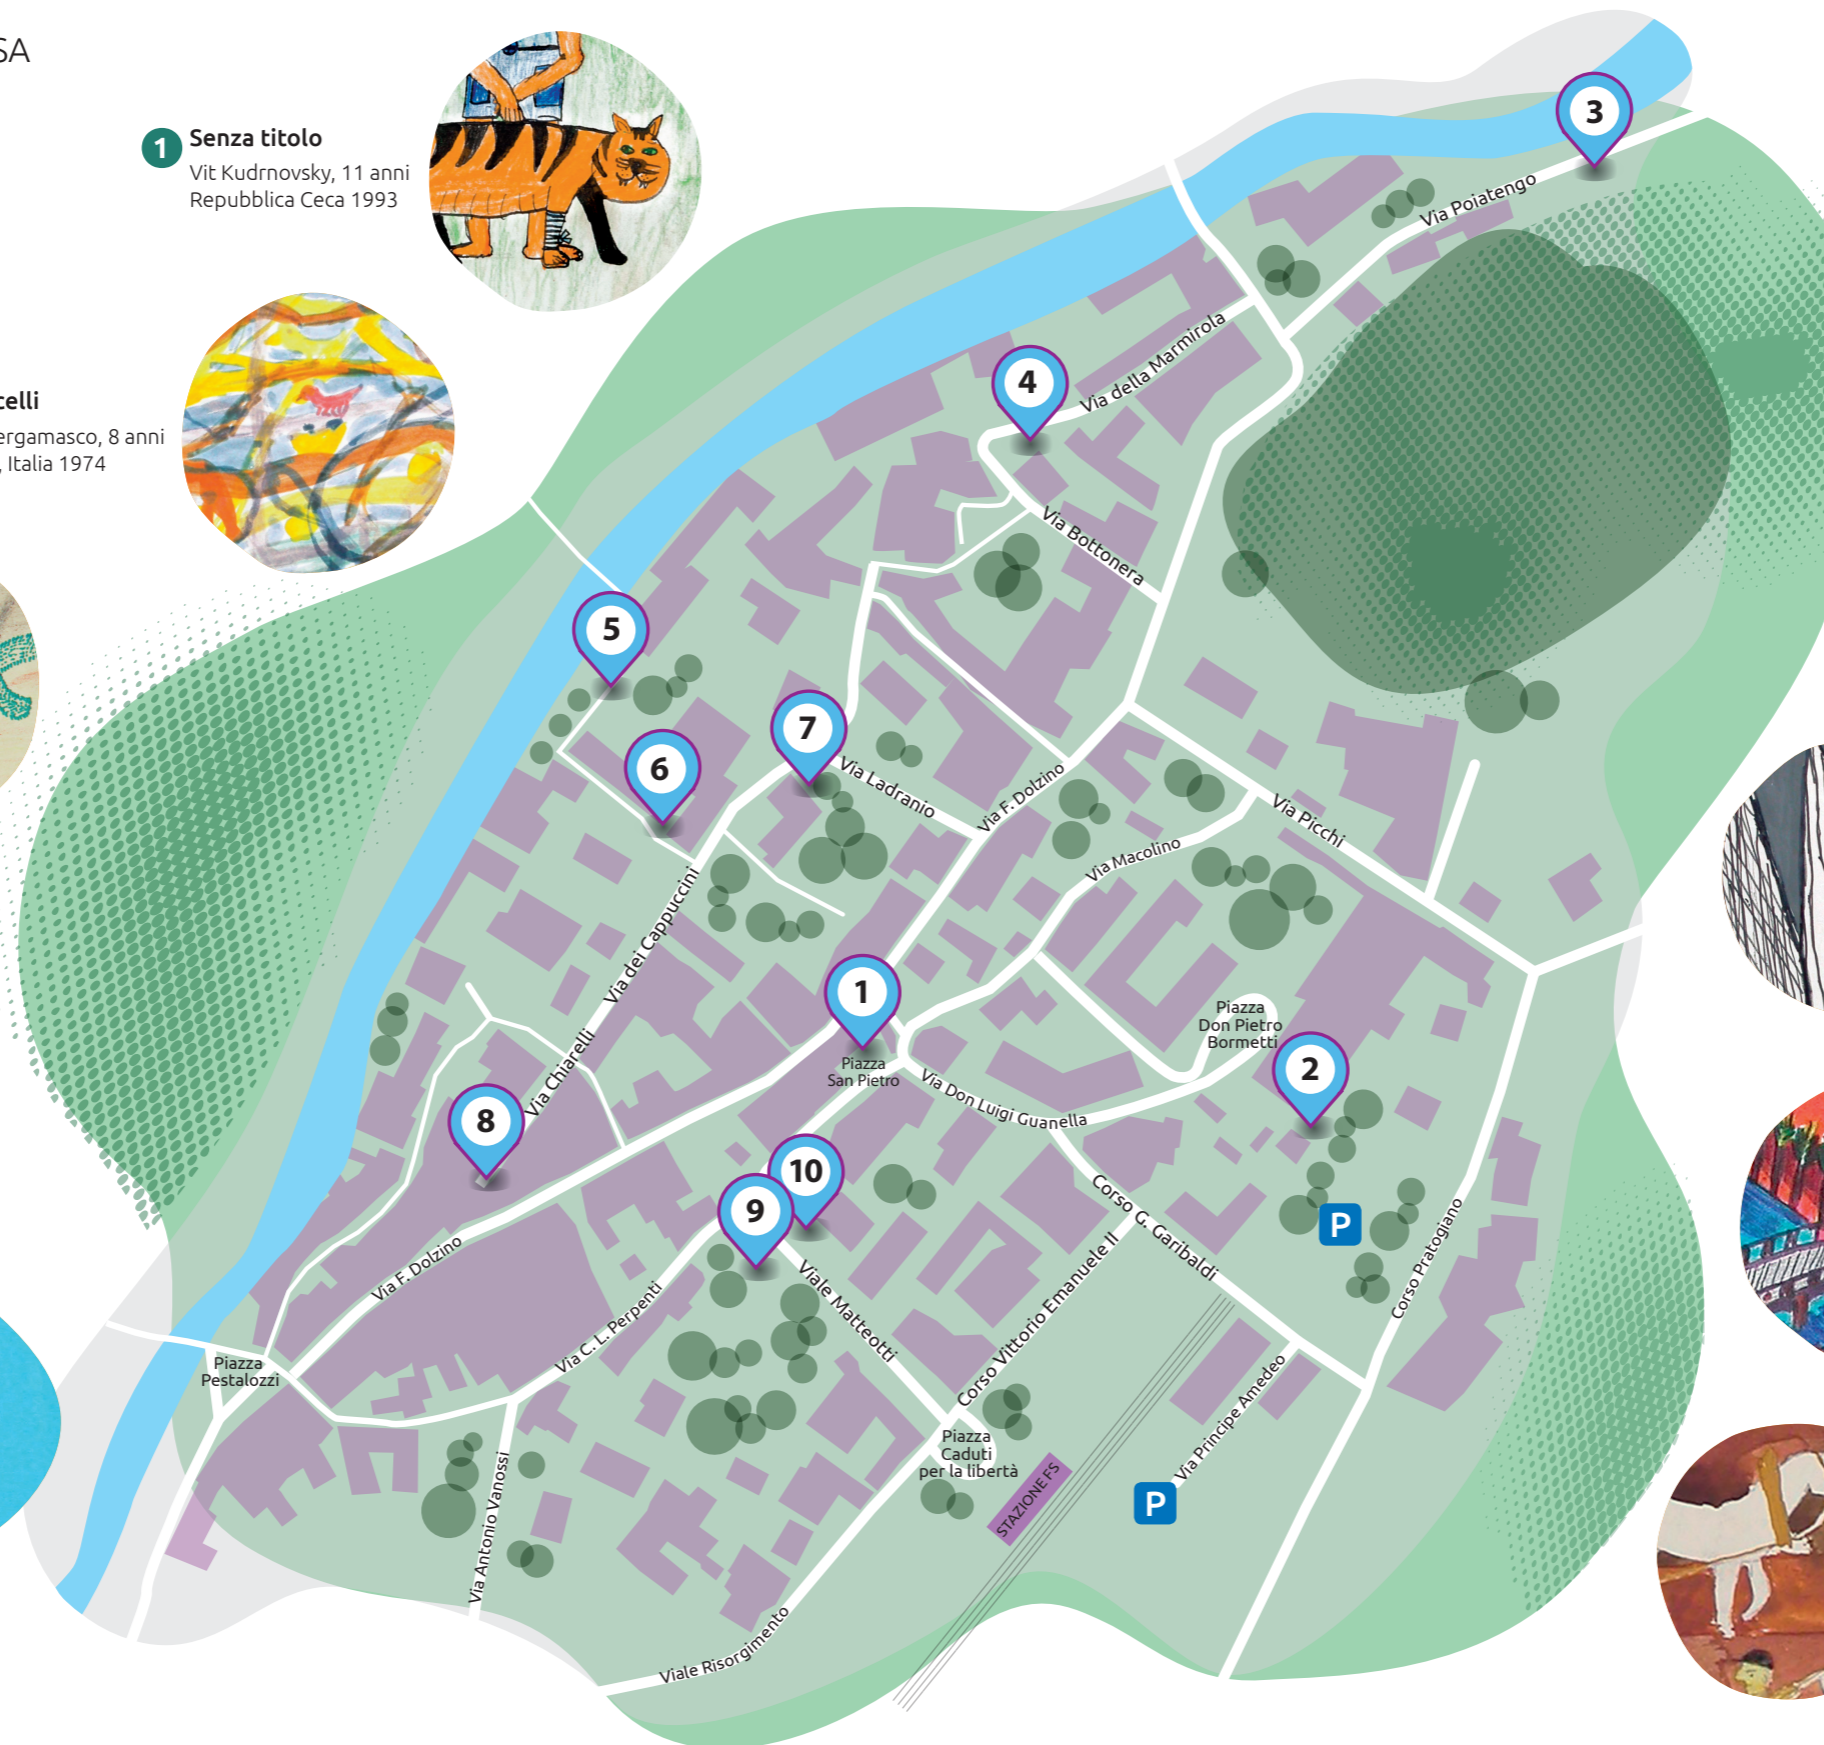 SA
1
Senza titolo
Vit Kudrnovsky, 11 anni
Repubblica Ceca 1993
celli
ergamasco, 8 anni
, Italia 1974
3
Via Poiatengo
Via della Marmirola
4
Via Bottonera
5
7
6
Via Ladranio
Via F. Dolzino
Via Picchi
Via Macolino
Via dei Cappuccini
1
Piazza
San Pietro
Piazza
Don Pietro
Bormetti
2
Via Don Luigi Guanella
Via Chiarelli
8
10
9
P
Corso G. Garibaldi
Corso Pratogiano
Via F. Dolzino
Via C. L. Perpenti
Viale Matteotti
Corso Vittorio Emanuele II
Piazza
Pestalozzi
Via Principe Amedeo
Piazza
Caduti
per la libertà
STAZIONE FS
P
Via Antonio Vanossi
Viale Risorgimento